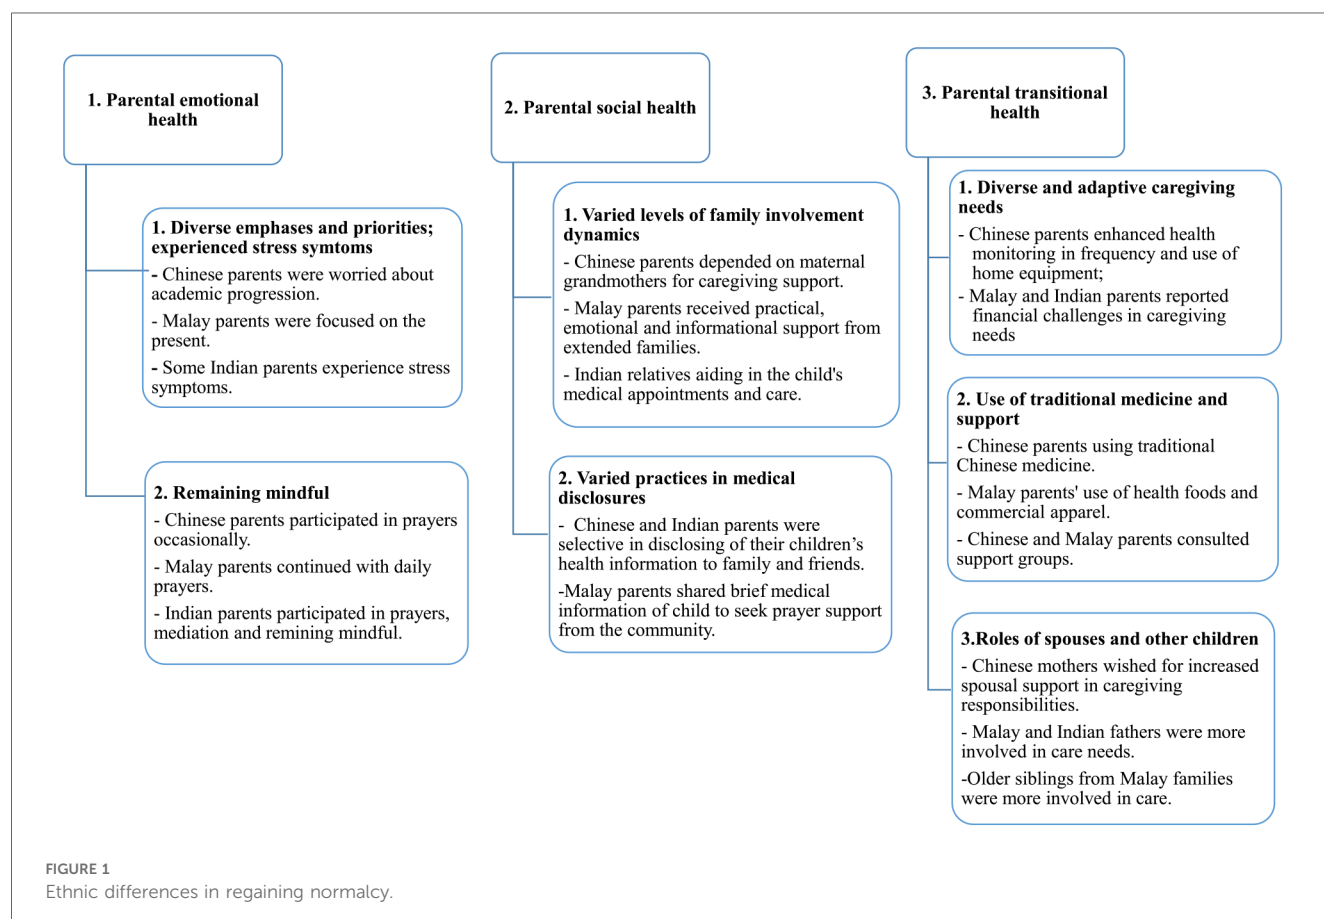 1. Parental emotional
health
1. Diverse emphases and priorities;
experienced stress symtoms
- Chinese parents were worried about
academic progression.
- Malay parents were focused on the
present.
- Some Indian parents experience stress
symptoms.
2. Remaining mindful
- Chinese parents participated in prayers
occasionally.
- Malay parents continued with daily
prayers.
- Indian parents participated in prayers,
mediation and remining mindful.
2. Parental social health
1. Varied levels of family involvement
dynamics
- Chinese parents depended on maternal
grandmothers for caregiving support.
- Malay parents received practical,
emotional and informational support from
extended families.
- Indian relatives aiding in the child's
medical appointments and care.
2. Varied practices in medical
disclosures
- Chinese and Indian parents were
selective in disclosing of their children’s
health information to family and friends.
-Malay parents shared brief medical
information of child to seek prayer support
from the community.
3. Parental transitional
health
1. Diverse and adaptive caregiving
needs
- Chinese parents enhanced health
monitoring in frequency and use of
home equipment;
- Malay and Indian parents reported
financial challenges in caregiving
needs
2. Use of traditional medicine and
support
- Chinese parents using traditional
Chinese medicine.
- Malay parents' use of health foods and
commercial apparel.
- Chinese and Malay parents consulted
support groups.
3.Roles of spouses and other children
- Chinese mothers wished for increased
spousal support in caregiving
responsibilities.
- Malay and Indian fathers were more
involved in care needs.
-Older siblings from Malay families
were more involved in care.
FIGURE 1
Ethnic differences in regaining normalcy.